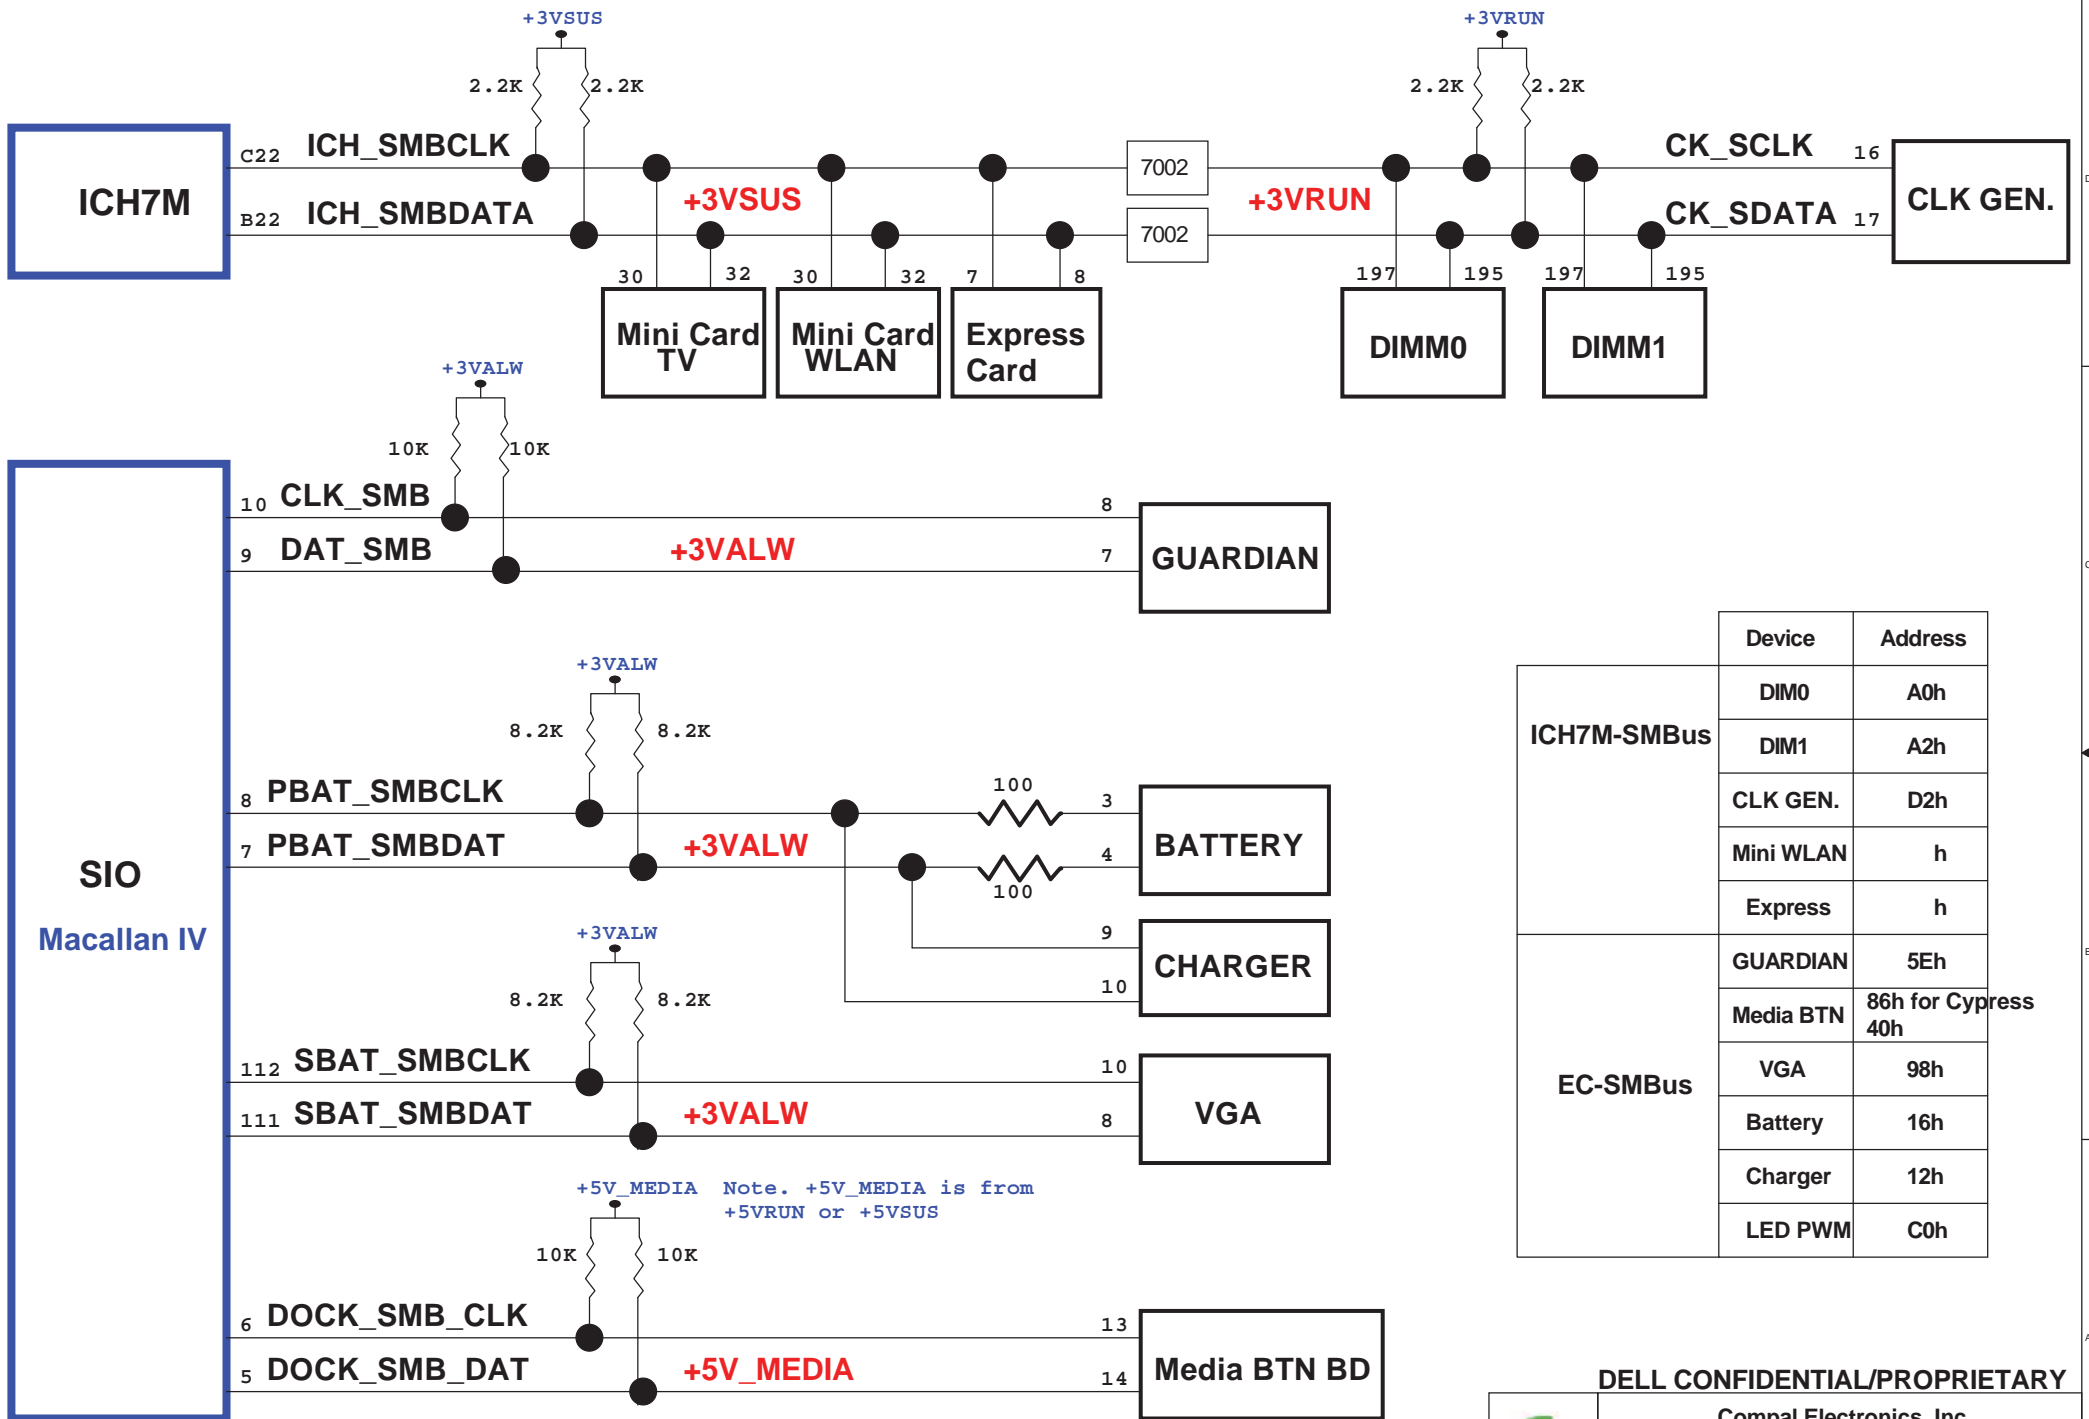 +3VSUS
+3VRUN
2.2K 2.2K
2.2K 2.2K
ICH7M
C22 ICH_SMBCLK
B22 ICH_SMBDATA
+3VSUS
7002
7002
+3VRUN
CK_SCLK 16
CK_SDATA 17
CLK GEN.
30 32
30 32
7 8
197 195
197 195
Mini Card
TV
Mini Card
WLAN
Express
Card
DIMM0
DIMM1
D
+3VALW
10K 10K
10 CLK_SMB
9 DAT_SMB
+3VALW
8
7
GUARDIAN
C
+3VALW
8.2K 8.2K
8 PBAT_SMBCLK
7 PBAT_SMBDAT
+3VALW
100
100
3
4
BATTERY
SIO
Macallan IV
9
10
CHARGER
+3VALW
8.2K 8.2K
112 SBAT_SMBCLK
111 SBAT_SMBDAT
+3VALW
10
8
VGA
+5V_MEDIA Note. +5V_MEDIA is from
+5VRUN or +5VSUS
10K 10K
6 DOCK_SMB_CLK
5 DOCK_SMB_DAT
+5V_MEDIA
13
14
Media BTN BD
Device Address
ICH7M-SMBus
DIM0 A0h
DIM1 A2h
CLK GEN. D2h
Mini WLAN h
Express h
EC-SMBus
GUARDIAN 5Eh
Media BTN 86h for Cypress
40h
VGA 98h
Battery 16h
Charger 12h
LED PWM C0h
B
A
DELL CONFIDENTIAL/PROPRIETARY
Compal Electronics, Inc.